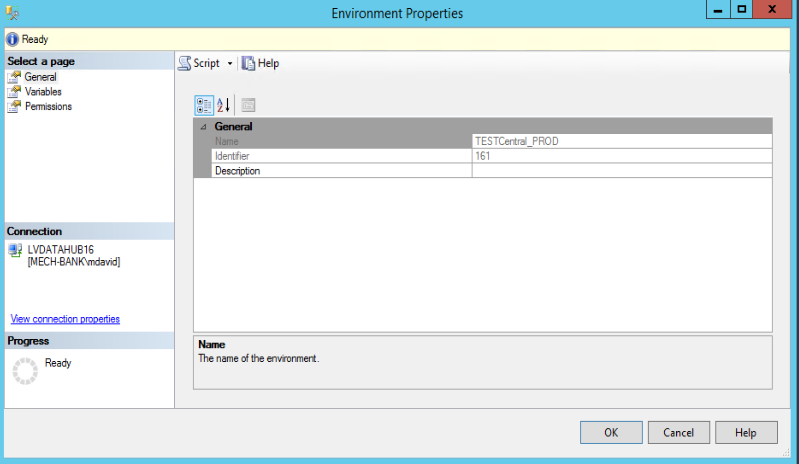 Environment Properties
Ready
Select a page
General
Variables
Permissions
Script
Help
General
Name TESTCentral_PROD
Identifier 161
Description
Connection
LVDATAHUB16
[MECH-BANK\mdavid]
View connection properties
Progress
Ready
Name
The name of the environment.
OK Cancel Help